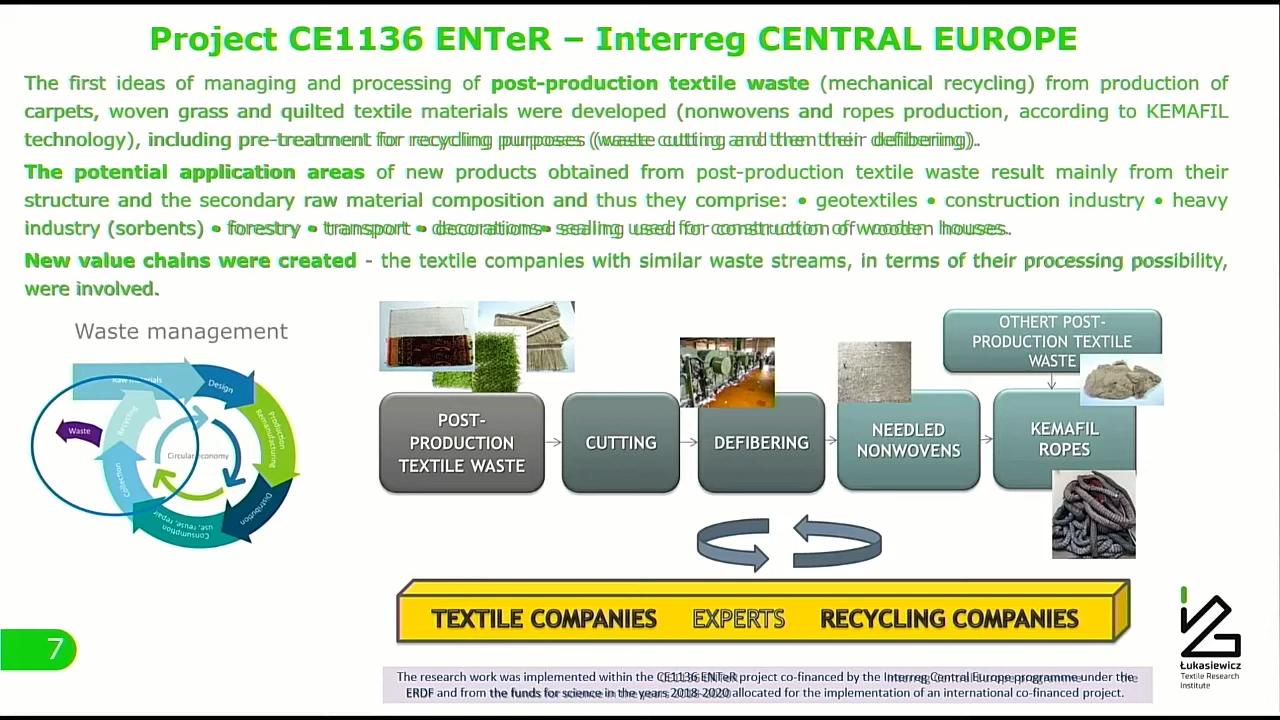 Project CE1136 ENTeR – Interreg CENTRAL EUROPE
The first ideas of managing and processing of post-production textile waste (mechanical recycling) from production of
carpets, woven grass and quilted textile materials were developed (nonwovens and ropes production, according to KEMAFIL
technology), including pre-treatment for recycling purposes (waste cutting and then their defibering).
The potential application areas of new products obtained from post-production textile waste result mainly from their
structure and the secondary raw material composition and thus they comprise: • geotextiles • construction industry • heavy
industry (sorbents) • forestry • transport • decorations• sealing used for construction of wooden houses.
New value chains were created - the textile companies with similar waste streams, in terms of their processing possibility,
were involved.
Waste management
Raw materials
Design
Production
Remanufacturing
Distribution
Consumption
use, reuse, repair
Collection
Recycling
Waste
Circular economy
OTHERT POST-
PRODUCTION TEXTILE
WASTE
POST-
PRODUCTION
TEXTILE WASTE
CUTTING
DEFIBERING
NEEDLED
NONWOVENS
KEMAFIL
ROPES
TEXTILE COMPANIES EXPERTS RECYCLING COMPANIES
7
The research work was implemented within the CE1136 ENTeR project co-financed by the Interreg Central Europe programme under the
ERDF and from the funds for science in the years 2018-2020 allocated for the implementation of an international co-financed project.
Łukasiewicz
Textile Research
Institute